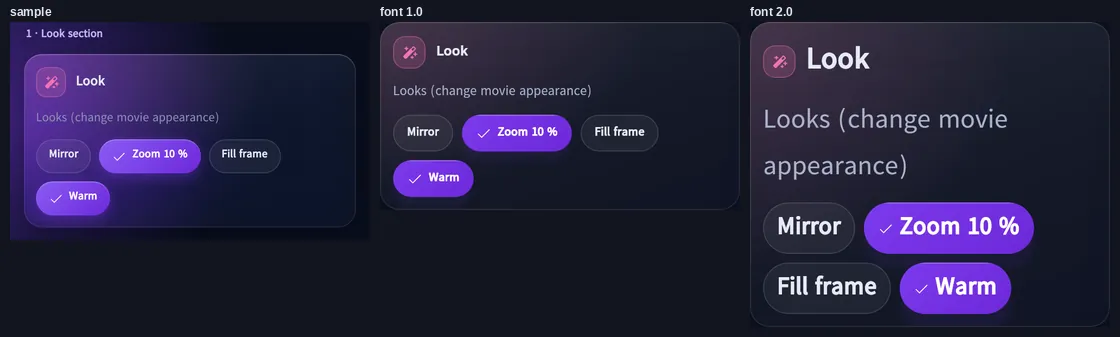 sample
1 · Look section
Look
Looks (change movie appearance)
Mirror
Zoom 10 %
Fill frame
Warm
font 1.0
Look
Looks (change movie appearance)
Mirror
Zoom 10 %
Fill frame
Warm
font 2.0
Look
Looks (change movie
appearance)
Mirror
Zoom 10 %
Fill frame
Warm